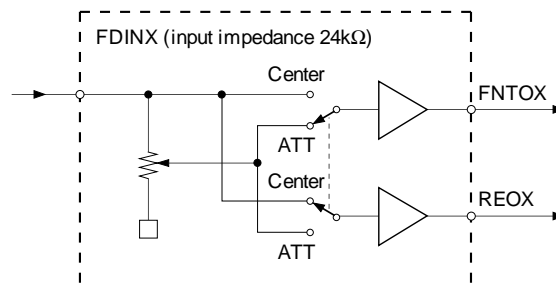 FDINX (input impedance 24kΩ)
Center
FNTOX
ATT
Center
REOX
ATT